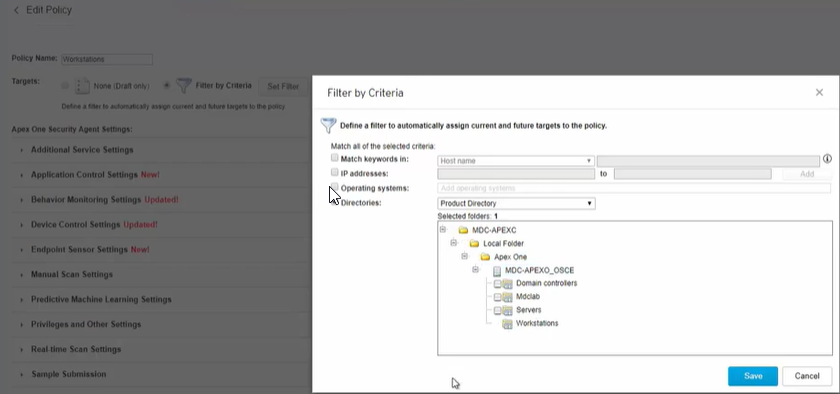 Edit Policy
Policy Name: Workstations
Targets: None (Draft only) Filter by Criteria Set Filter
Define a filter to automatically assign current and future targets to the policy.
Apex One Security Agent Settings:
Additional Service Settings
Application Control Settings New!
Behavior Monitoring Settings Updated!
Device Control Settings Updated!
Endpoint Sensor Settings New!
Manual Scan Settings
Predictive Machine Learning Settings
Privileges and Other Settings
Real-time Scan Settings
Sample Submission
Filter by Criteria
Define a filter to automatically assign current and future targets to the policy.
Match all of the selected criteria:
Match keywords in: Host name
IP addresses: to Add
Operating systems: Add operating systems
Directories: Product Directory
Selected folders: 1
MDC-APEXC
Local Folder
Apex One
MDC-APEXO_OSCE
Domain controllers
Mdclab
Servers
Workstations
Save Cancel